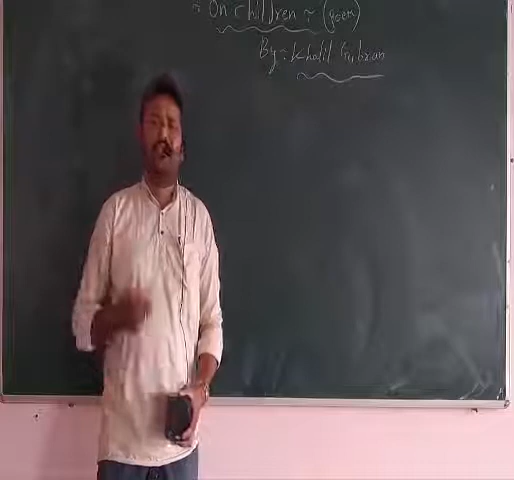 ~ On children ~ (poem)
By:- Khalil Gibran